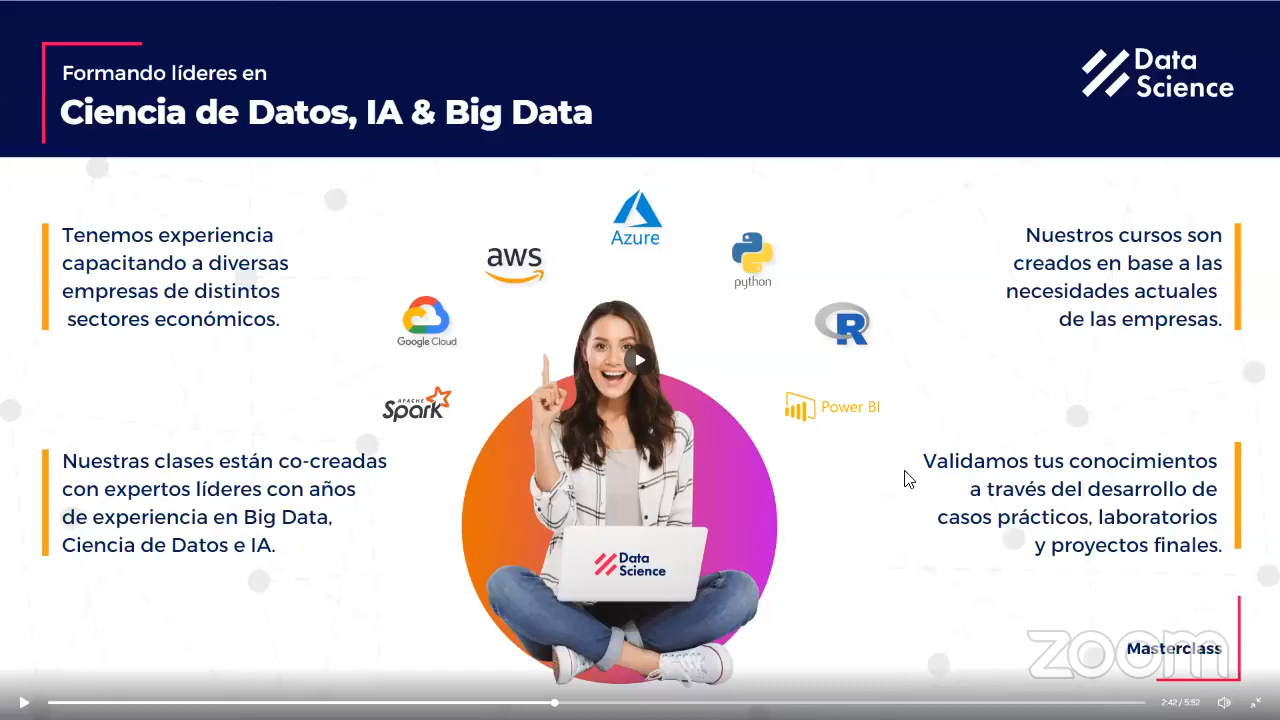 Formando líderes en
Ciencia de Datos, IA & Big Data
Data
Science
Tenemos experiencia
capacitando a diversas
empresas de distintos
sectores económicos.
Nuestras clases están co-creadas
con expertos líderes con años
de experiencia en Big Data,
Ciencia de Datos e IA.
Azure
aws
python
Google Cloud
R
APACHE
Spark
Power BI
Data
Science
Nuestros cursos son
creados en base a las
necesidades actuales
de las empresas.
Validamos tus conocimientos
a través del desarrollo de
casos prácticos, laboratorios
y proyectos finales.
Masterclass
zoom
2:42 / 5:52